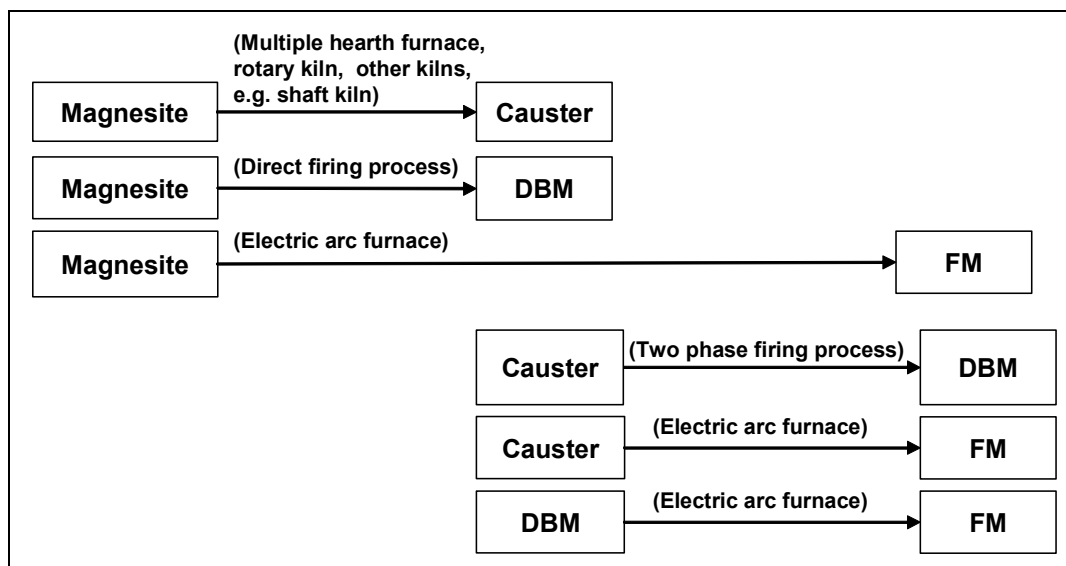 (Multiple hearth furnace,
rotary kiln,  other kilns,
e.g. shaft kiln)
Magnesite
Causter
Magnesite
(Direct firing process)
DBM
Magnesite
(Electric arc furnace)
FM
Causter
(Two phase firing process)
DBM
Causter
(Electric arc furnace)
FM
DBM
(Electric arc furnace)
FM